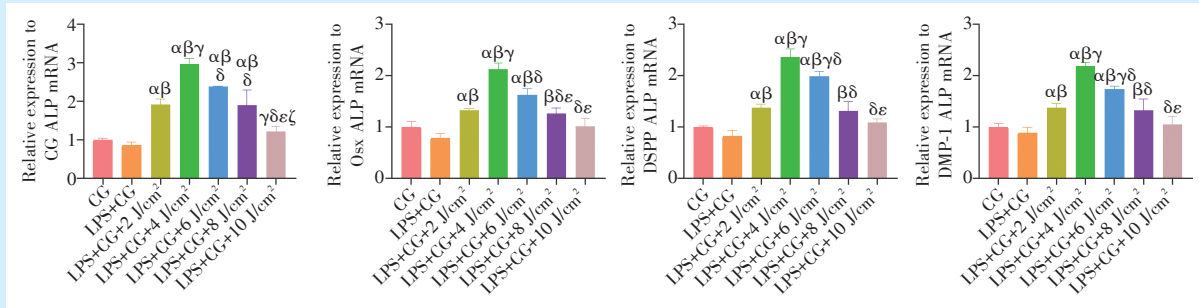 Relative expression to
CG ALP mRNA
4
3
2
1
0
αβ
αβγ
αβ
δ
αβ
δ
γδεζ
CG
LPS+CG
LPS+CG+2 J/cm²
LPS+CG+4 J/cm²
LPS+CG+6 J/cm²
LPS+CG+8 J/cm²
LPS+CG+10 J/cm²
Relative expression to
Osx ALP mRNA
3
2
1
0
αβ
αβγ
αβδ
βδε
δε
CG
LPS+CG
LPS+CG+2 J/cm²
LPS+CG+4 J/cm²
LPS+CG+6 J/cm²
LPS+CG+8 J/cm²
LPS+CG+10 J/cm²
Relative expression to
DSPP ALP mRNA
3
2
1
0
αβ
αβγ
αβγδ
βδ
δε
CG
LPS+CG
LPS+CG+2 J/cm²
LPS+CG+4 J/cm²
LPS+CG+6 J/cm²
LPS+CG+8 J/cm²
LPS+CG+10 J/cm²
Relative expression to
DMP-1 ALP mRNA
3
2
1
0
αβ
αβγ
αβγδ
βδ
δε
CG
LPS+CG
LPS+CG+2 J/cm²
LPS+CG+4 J/cm²
LPS+CG+6 J/cm²
LPS+CG+8 J/cm²
LPS+CG+10 J/cm²